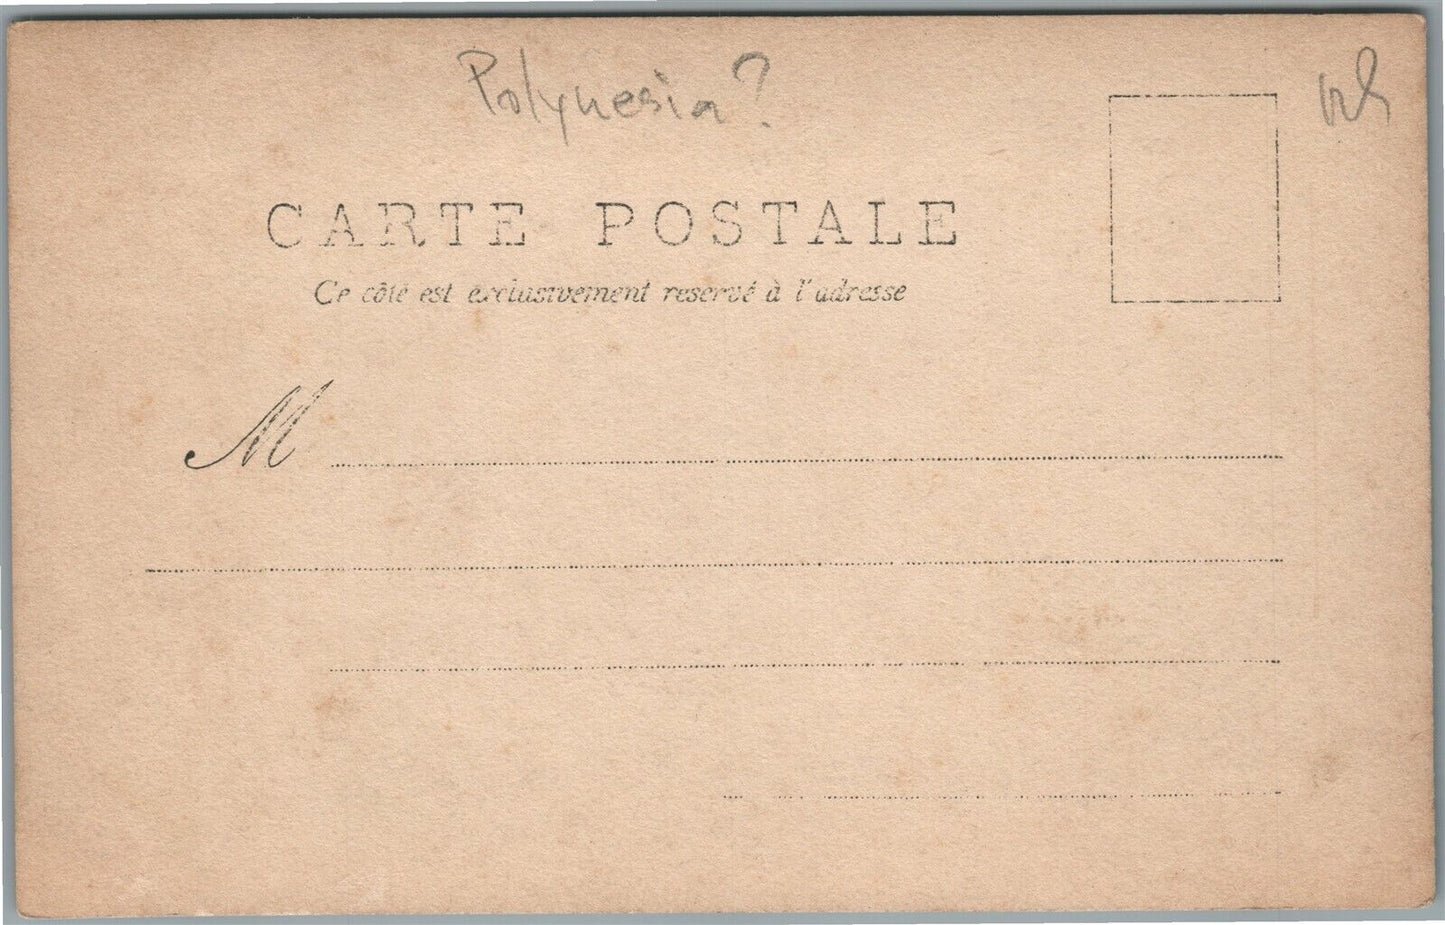 Polynesia?
CARTE POSTALE
Ce côté est exclusivement reservé à l'adresse
M